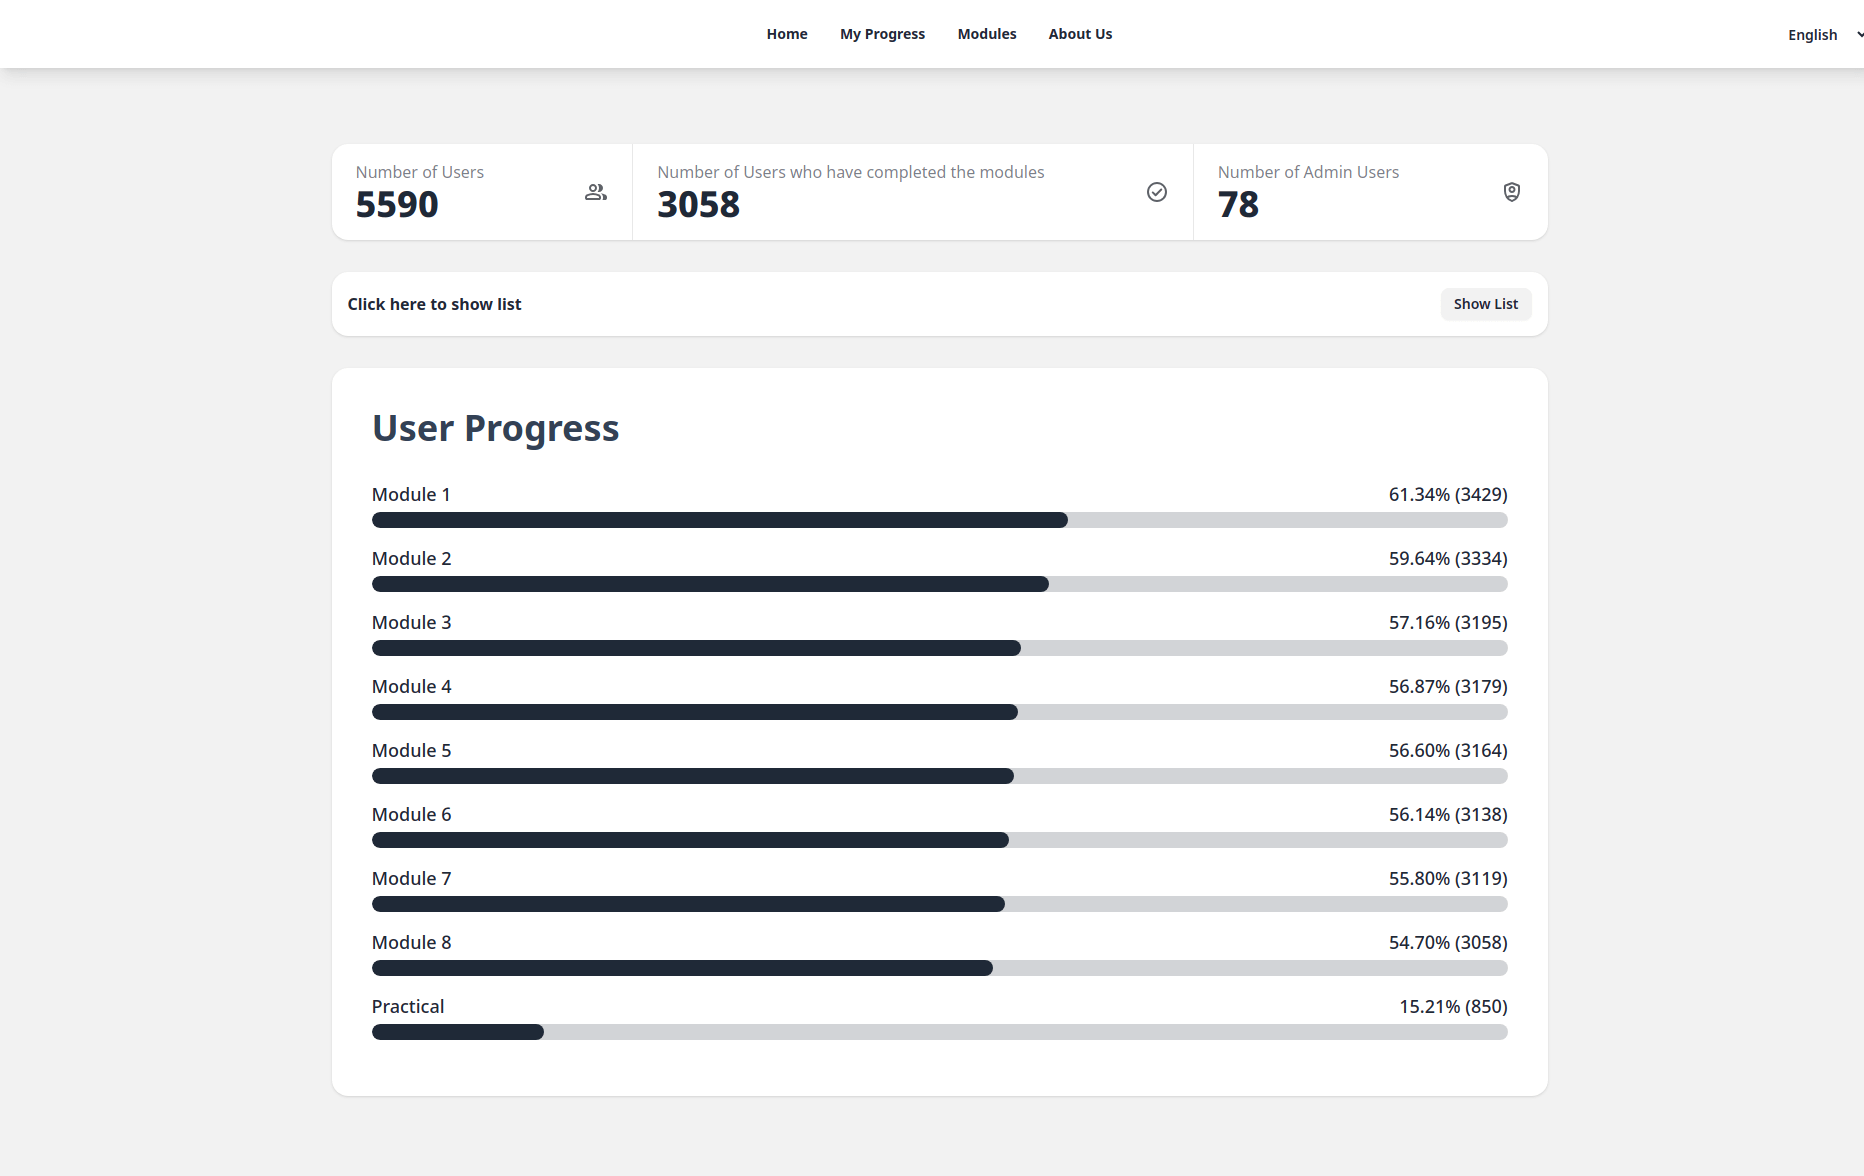 Home My Progress Modules About Us English
Number of Users
5590
Number of Users who have completed the modules
3058
Number of Admin Users
78
Click here to show list Show List
User Progress
Module 1 61.34% (3429)
Module 2 59.64% (3334)
Module 3 57.16% (3195)
Module 4 56.87% (3179)
Module 5 56.60% (3164)
Module 6 56.14% (3138)
Module 7 55.80% (3119)
Module 8 54.70% (3058)
Practical 15.21% (850)